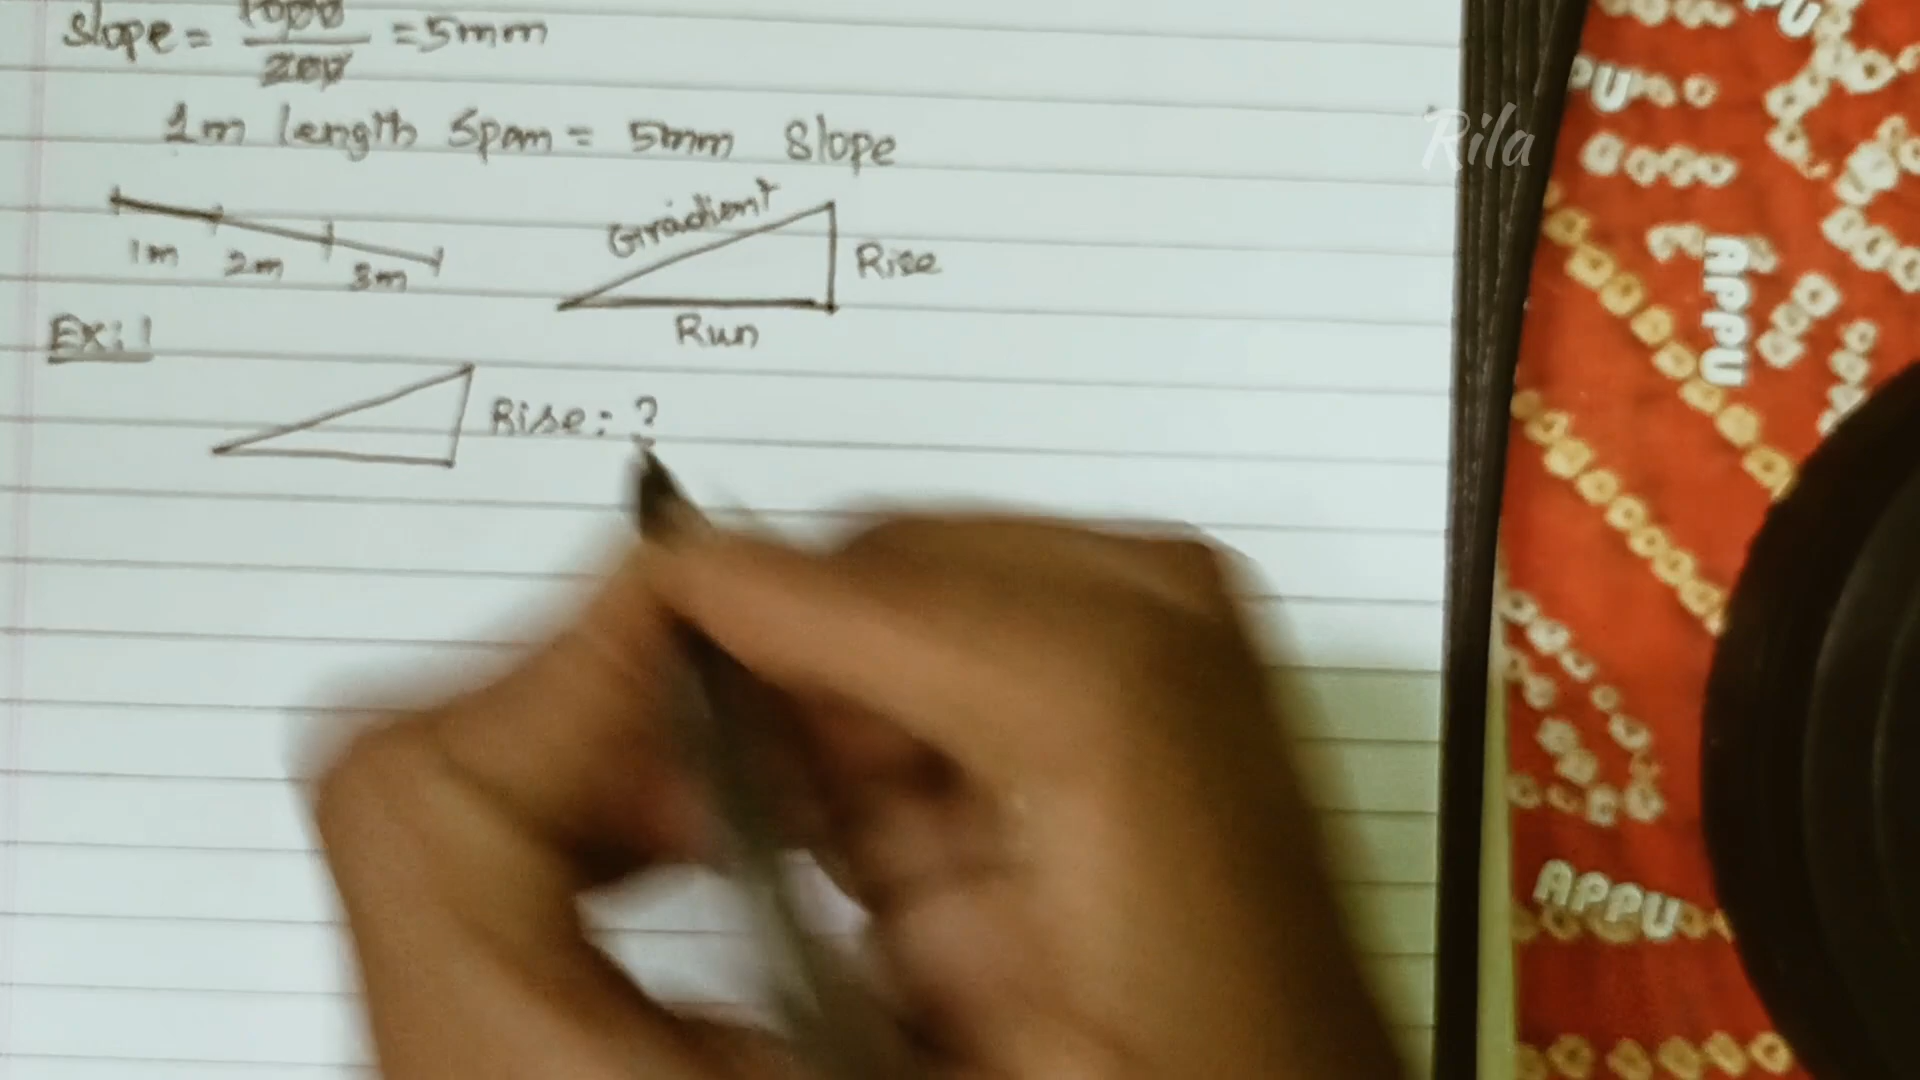 Slope = 1000/200 = 5mm
1m length Span = 5mm Slope
1m 2m 3m
Gradient
Rise
Run
Ex: 1
Rise: ?
Rila
APPU
APPU